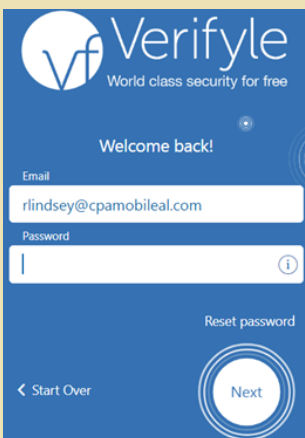 vf Verifyle
World class security for free
Welcome back!
Email
rlindsey@cpamobileal.com
Password
i
Reset password
< Start Over
Next